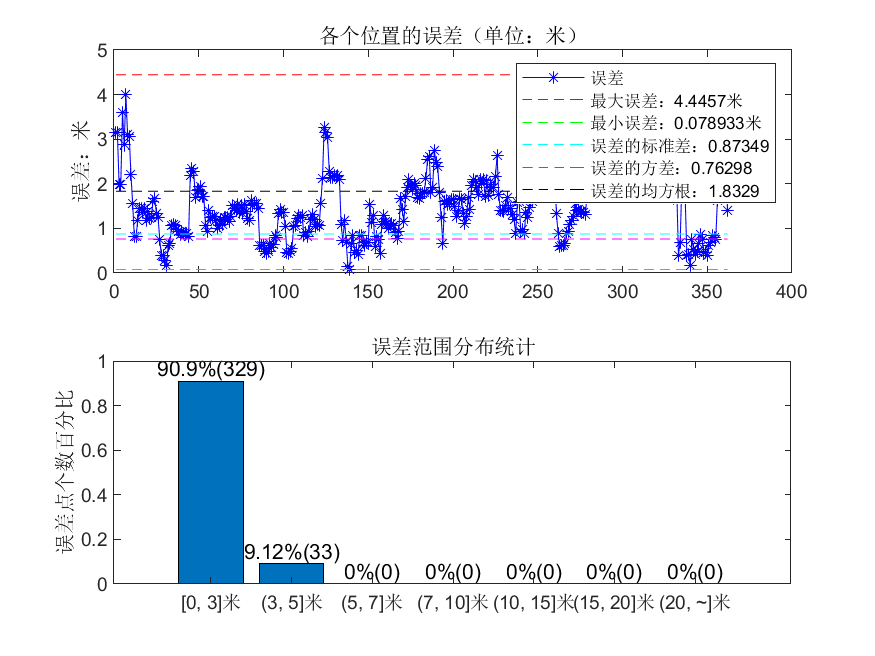 各个位置的误差（单位：米）
5
4
3
2
1
0
误差：米
误差
最大误差：4.4457米
最小误差：0.078933米
误差的标准差：0.87349
误差的方差：0.76298
误差的均方根：1.8329
0 50 100 150 200 250 300 350 400
误差范围分布统计
1
0.8
0.6
0.4
0.2
0
误差点个数百分比
90.9%(329)
9.12%(33)
0%(0) 0%(0) 0%(0) 0%(0) 0%(0)
[0, 3]米 (3, 5]米 (5, 7]米 (7, 10]米 (10, 15]米 (15, 20]米 (20, ~]米